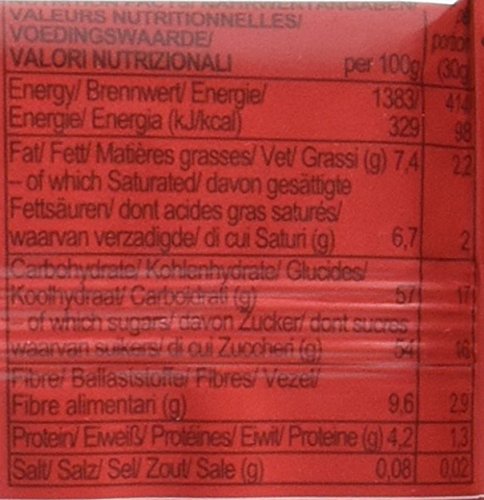 VALEURS NUTRITIONNELLES/
VOEDINGSWAARDE/ portion
VALORI NUTRIZIONALI per 100g (30g
Energy/ Brennwert/ Energie/ 1383/ 414
Energie/ Energia (kJ/kcal) 329 98
Fat/ Fett/ Matières grasses/ Vet/ Grassi (g) 7,4 2,2
– of which Saturated/ davon gesättigte
Fettsäuren/ dont acides gras saturés/
waarvan verzadigde/ di cui Saturi (g) 6,7 2
Carbohydrate/ Kohlenhydrate/ Glucides/
Koolhydraat/ Carboidrati (g) 57 17
– of which sugars/ davon Zucker/ dont sucres
waarvan suikers/ di cui Zuccheri (g) 54 16
Fibre/ Ballaststoffe/ Fibres/ Vezel/
Fibre alimentari (g) 9,6 2,9
Protein/ Eiweiß/ Protéines/ Eiwit/ Proteine (g) 4,2 1,3
Salt/ Salz/ Sel/ Zout/ Sale (g) 0,08 0,02